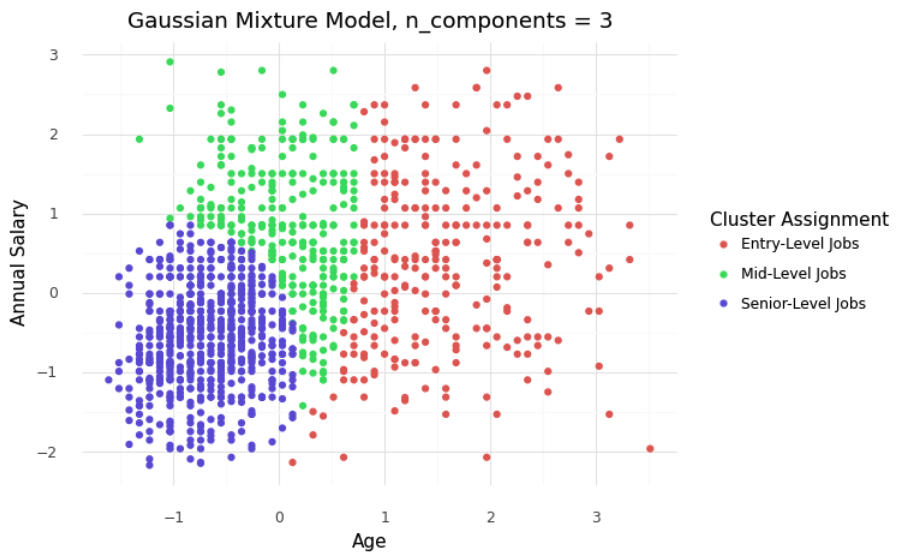 Gaussian Mixture Model, n_components = 3
3
2
1
0
−1
−2
Annual Salary
−1
0
1
2
3
Age
Cluster Assignment
Entry-Level Jobs
Mid-Level Jobs
Senior-Level Jobs